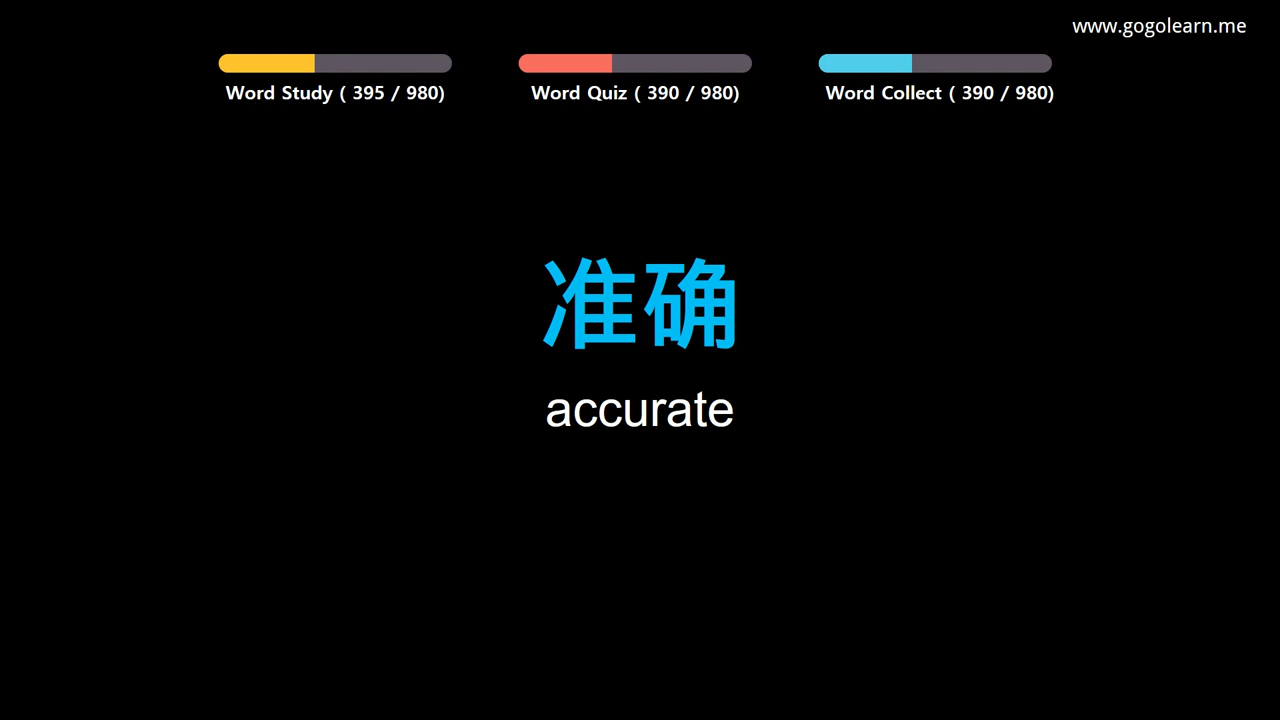 www.gogolearn.me
Word Study ( 395 / 980)
Word Quiz ( 390 / 980)
Word Collect ( 390 / 980)
准确
accurate